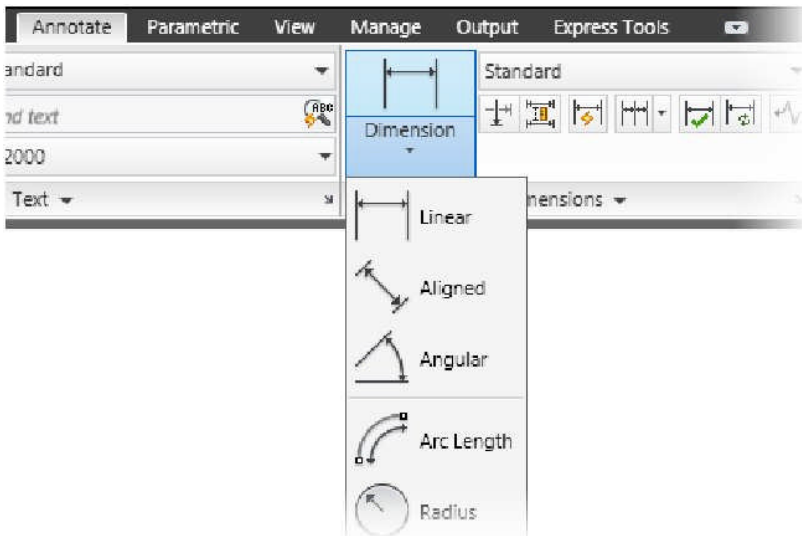 Annotate Parametric View Manage Output Express Tools
andard
Standard
nd text
ABC
Dimension
2000
Text
nensions
Linear
Aligned
Angular
Arc Length
Radius